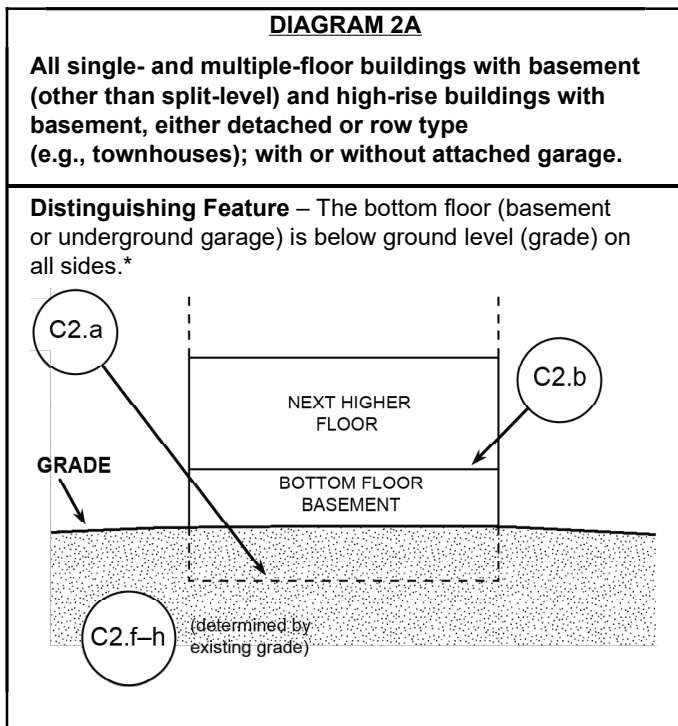 DIAGRAM 2A
All single- and multiple-floor buildings with basement
(other than split-level) and high-rise buildings with
basement, either detached or row type
(e.g., townhouses); with or without attached garage.
Distinguishing Feature – The bottom floor (basement
or underground garage) is below ground level (grade) on
all sides.*
C2.a
C2.b
NEXT HIGHER
FLOOR
GRADE
BOTTOM FLOOR
BASEMENT
C2.f–h
(determined by
existing grade)